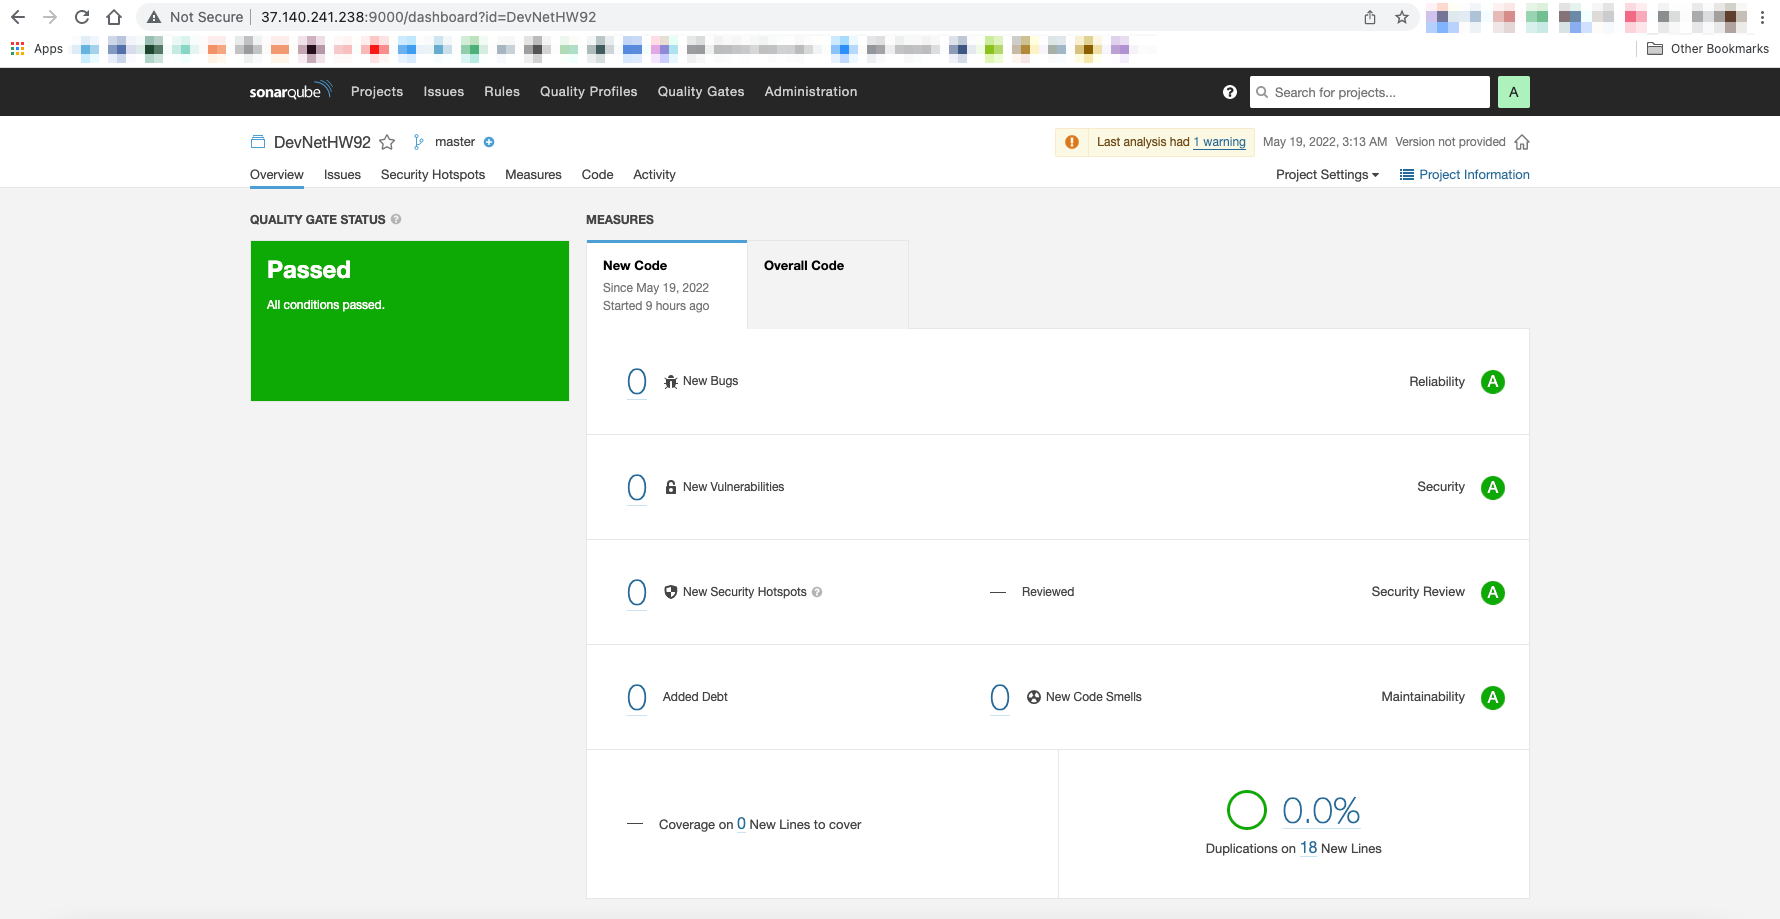 Not Secure 37.140.241.238:9000/dashboard?id=DevNetHW92
Apps Other Bookmarks
sonarqube Projects Issues Rules Quality Profiles Quality Gates Administration Search for projects... A
DevNetHW92 master Last analysis had 1 warning May 19, 2022, 3:13 AM Version not provided
Overview Issues Security Hotspots Measures Code Activity Project Settings Project Information
QUALITY GATE STATUS
Passed
All conditions passed.
MEASURES
New Code
Since May 19, 2022
Started 9 hours ago
Overall Code
0 New Bugs Reliability A
0 New Vulnerabilities Security A
0 New Security Hotspots — Reviewed Security Review A
0 Added Debt 0 New Code Smells Maintainability A
— Coverage on 0 New Lines to cover
0.0%
Duplications on 18 New Lines